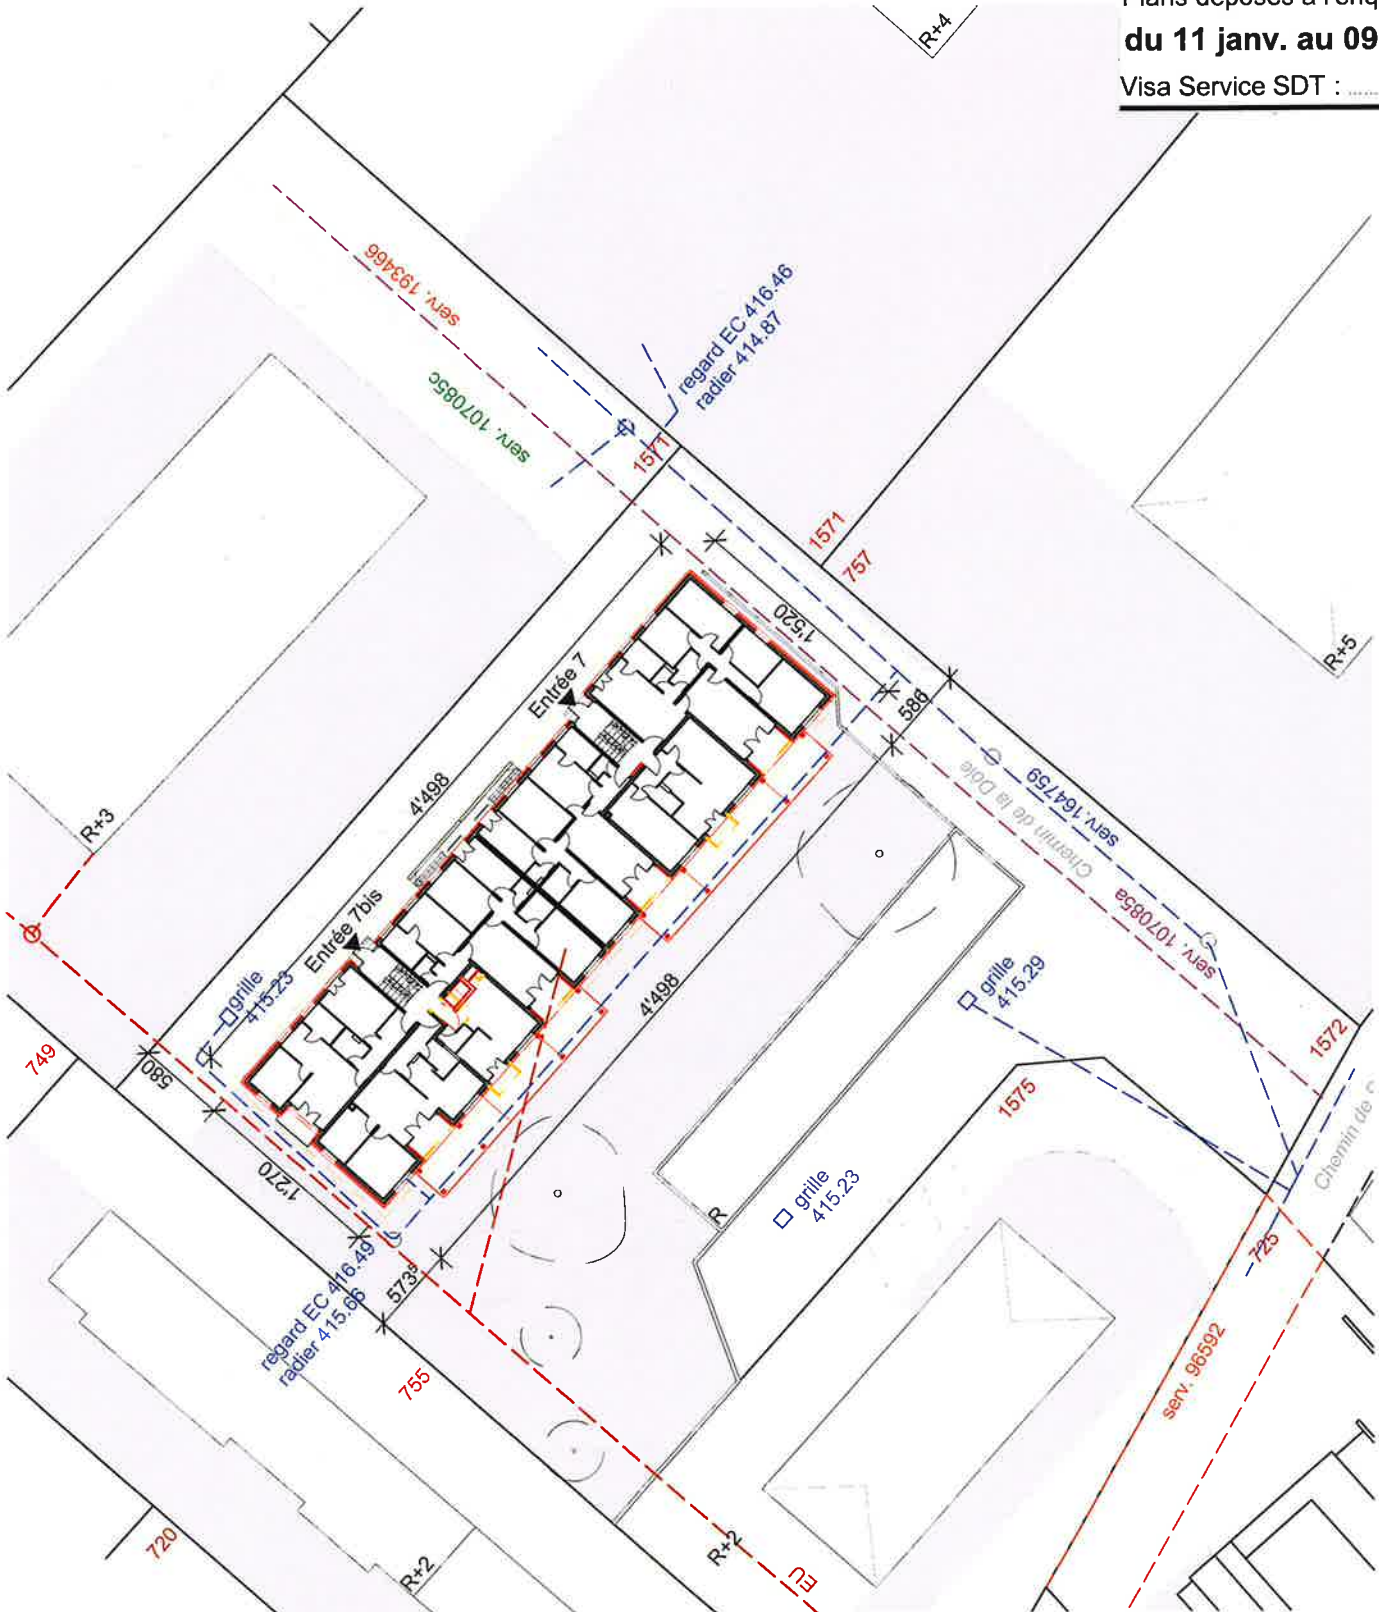 Plans déposés à l'enq
du 11 janv. au 09
Visa Service SDT : ........
R+4
serv. 193466
serv. 107085c
regard EC 416.46
radier 414.87
1571
1571
757
1'520
R+5
Entrée 7
586
4'498
Chemin de la Dôle
serv.164759
serv. 107085a
R+3
Entrée 7bis
grille
415.23
4'498
grille
415.29
749
580
1572
1575
Chemin de
1'270
grille
415.23
R
725
573⁵
regard EC 416.49
radier 415.66
755
serv. 96592
720
R+2
R+2
EU